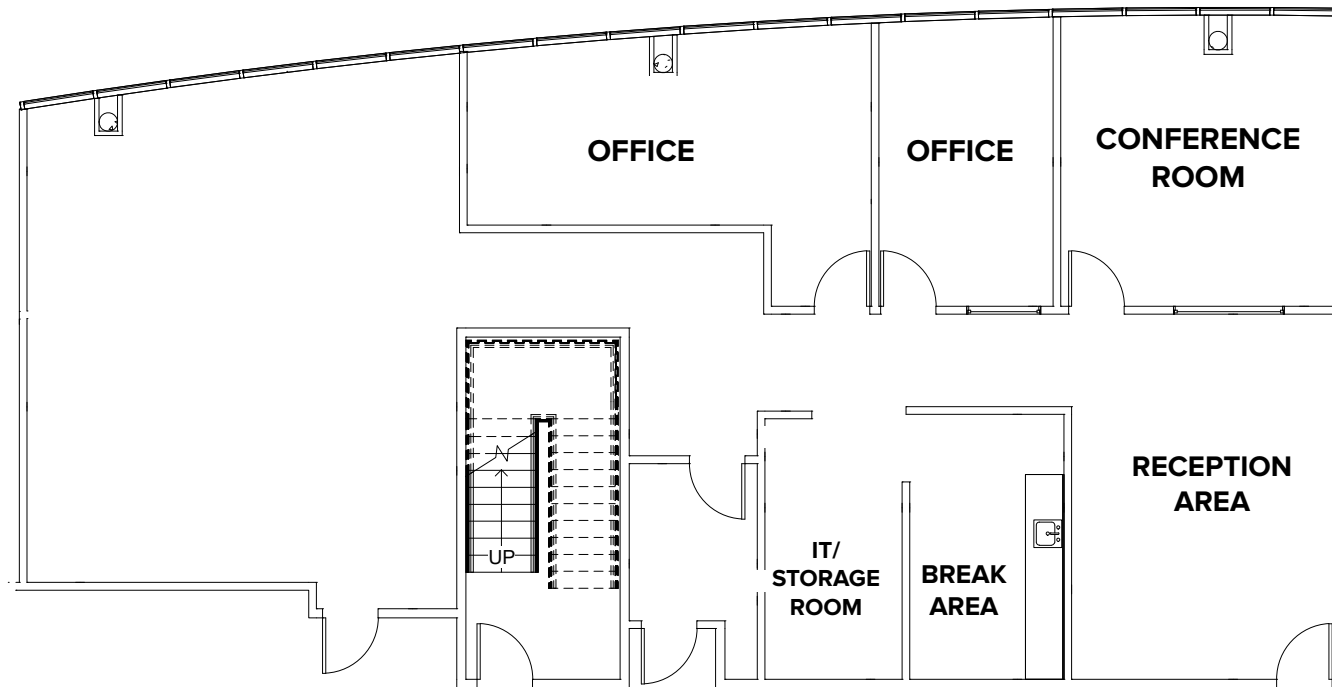 OFFICE
OFFICE
CONFERENCE
ROOM
RECEPTION
AREA
IT/
STORAGE
ROOM
BREAK
AREA
UP